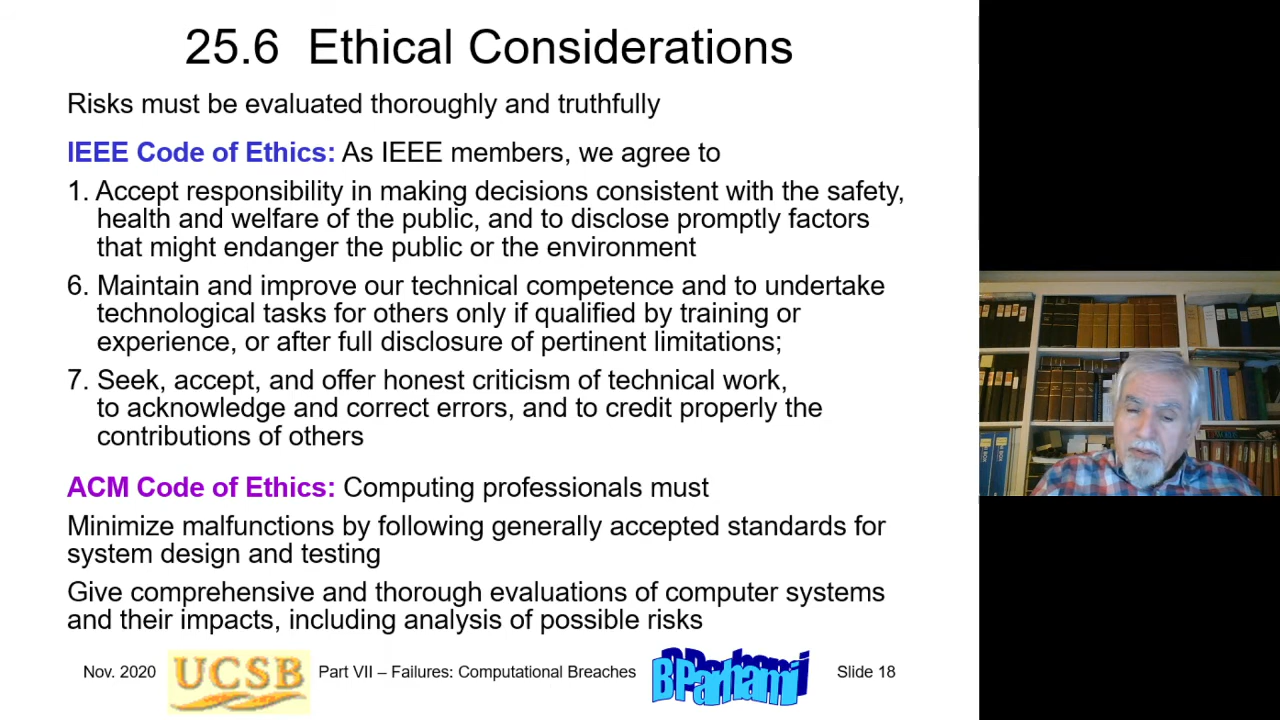 25.6 Ethical Considerations
Risks must be evaluated thoroughly and truthfully
IEEE Code of Ethics: As IEEE members, we agree to
1. Accept responsibility in making decisions consistent with the safety,
health and welfare of the public, and to disclose promptly factors
that might endanger the public or the environment
6. Maintain and improve our technical competence and to undertake
technological tasks for others only if qualified by training or
experience, or after full disclosure of pertinent limitations;
7. Seek, accept, and offer honest criticism of technical work,
to acknowledge and correct errors, and to credit properly the
contributions of others
ACM Code of Ethics: Computing professionals must
Minimize malfunctions by following generally accepted standards for
system design and testing
Give comprehensive and thorough evaluations of computer systems
and their impacts, including analysis of possible risks
Nov. 2020 UCSB Part VII – Failures: Computational Breaches B Parhami Slide 18